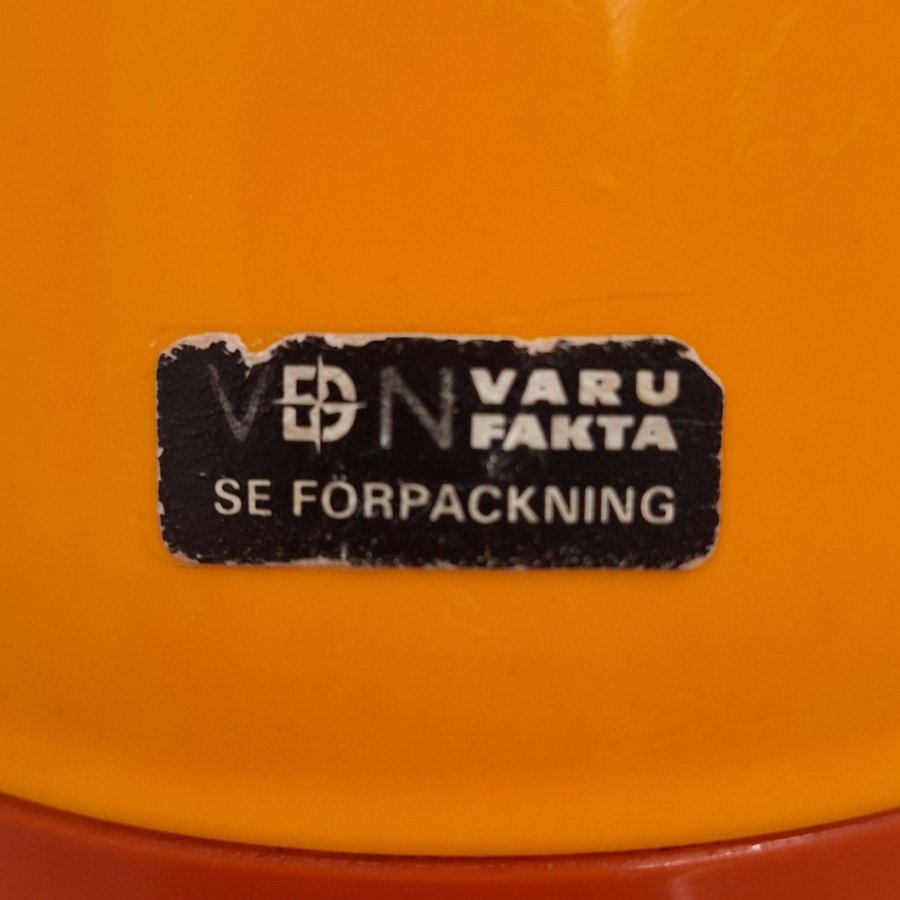 VDN VARU
FAKTA
SE FÖRPACKNING